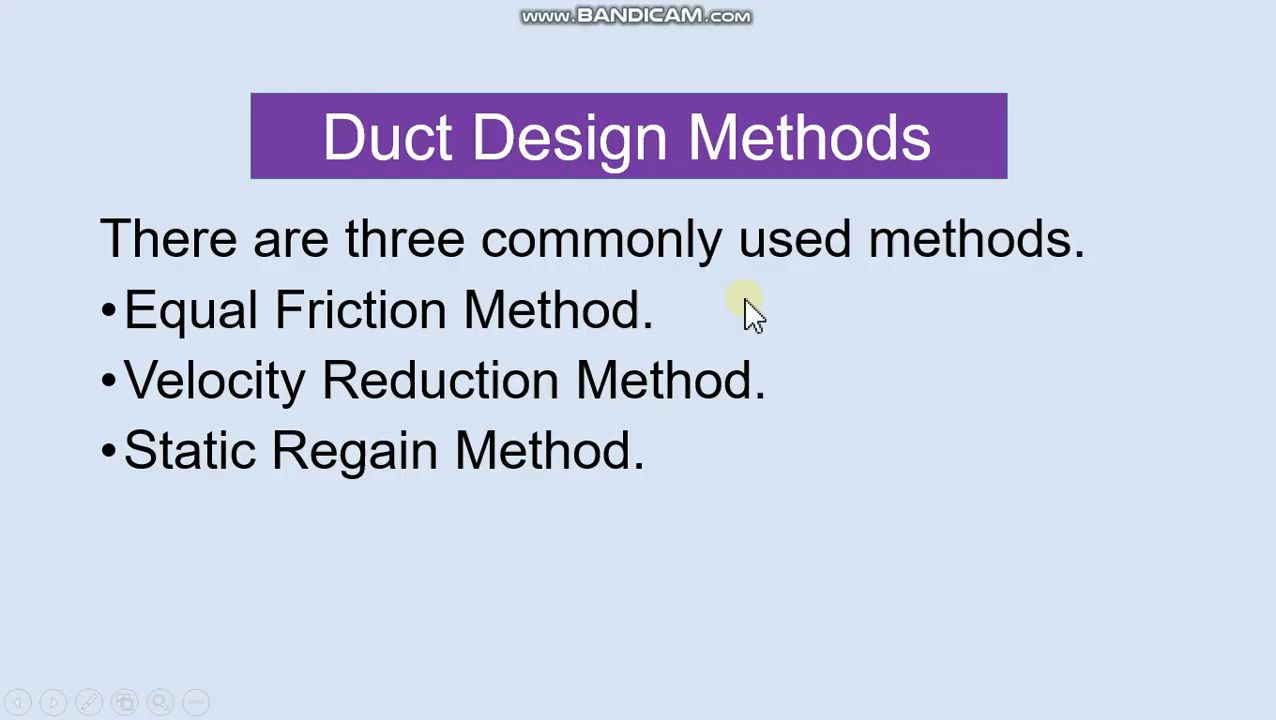 www.BANDICAM.com
Duct Design Methods
There are three commonly used methods.
•Equal Friction Method.
•Velocity Reduction Method.
•Static Regain Method.